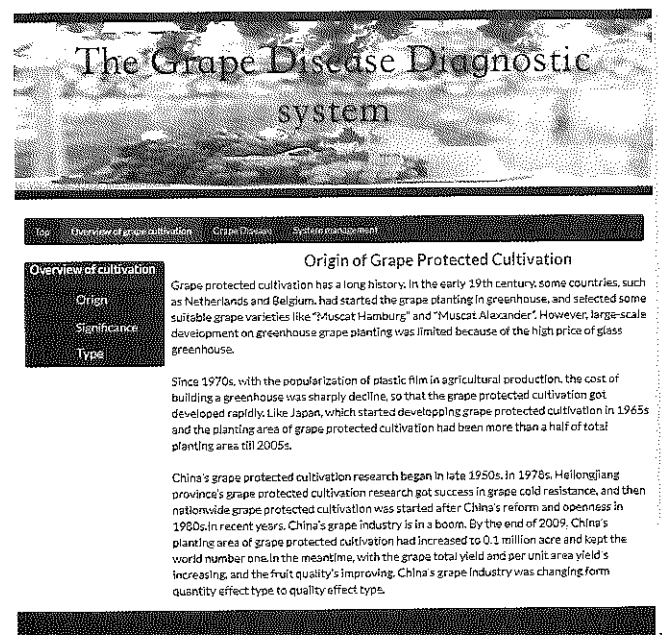 The Grape Disease Diagnostic
system
Top Overview of grape cultivation Grape Disease System management
Overview of cultivation
Origin
Significance
Type
Origin of Grape Protected Cultivation
Grape protected cultivation has a long history. In the early 19th century, some countries, such
as Netherlands and Belgium, had started the grape planting in greenhouse, and selected some
suitable grape varieties like "Muscat Hamburg" and "Muscat Alexander". However, large-scale
development on greenhouse grape planting was limited because of the high price of glass
greenhouse.
Since 1970s, with the popularization of plastic film in agricultural production, the cost of
building a greenhouse was sharply decline, so that the grape protected cultivation got
developed rapidly. Like Japan, which started developping grape protected cultivation in 1965s
and the planting area of grape protected cultivation had been more than a half of total
planting area till 2005s.
China's grape protected cultivation research began in late 1950s. In 1978s, Heilongjiang
province's grape protected cultivation research got success in grape cold resistance, and then
nationwide grape protected cultivation was started after China's reform and openness in
1980s.In recent years, China's grape industry is in a boom. By the end of 2009, China's
planting area of grape protected cultivation had increased to 0.1 million acre and kept the
world number one.In the meantime, with the grape total yield and per unit area yield's
increasing, and the fruit quality's improving, China's grape industry was changing form
quantity effect type to quality effect type.